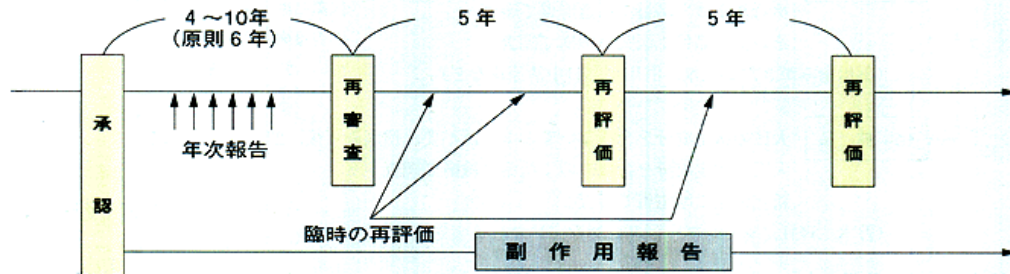 4～10年
(原則6年)
5年
5年
承認
年次報告
再審査
再評価
再評価
臨時の再評価
副作用報告